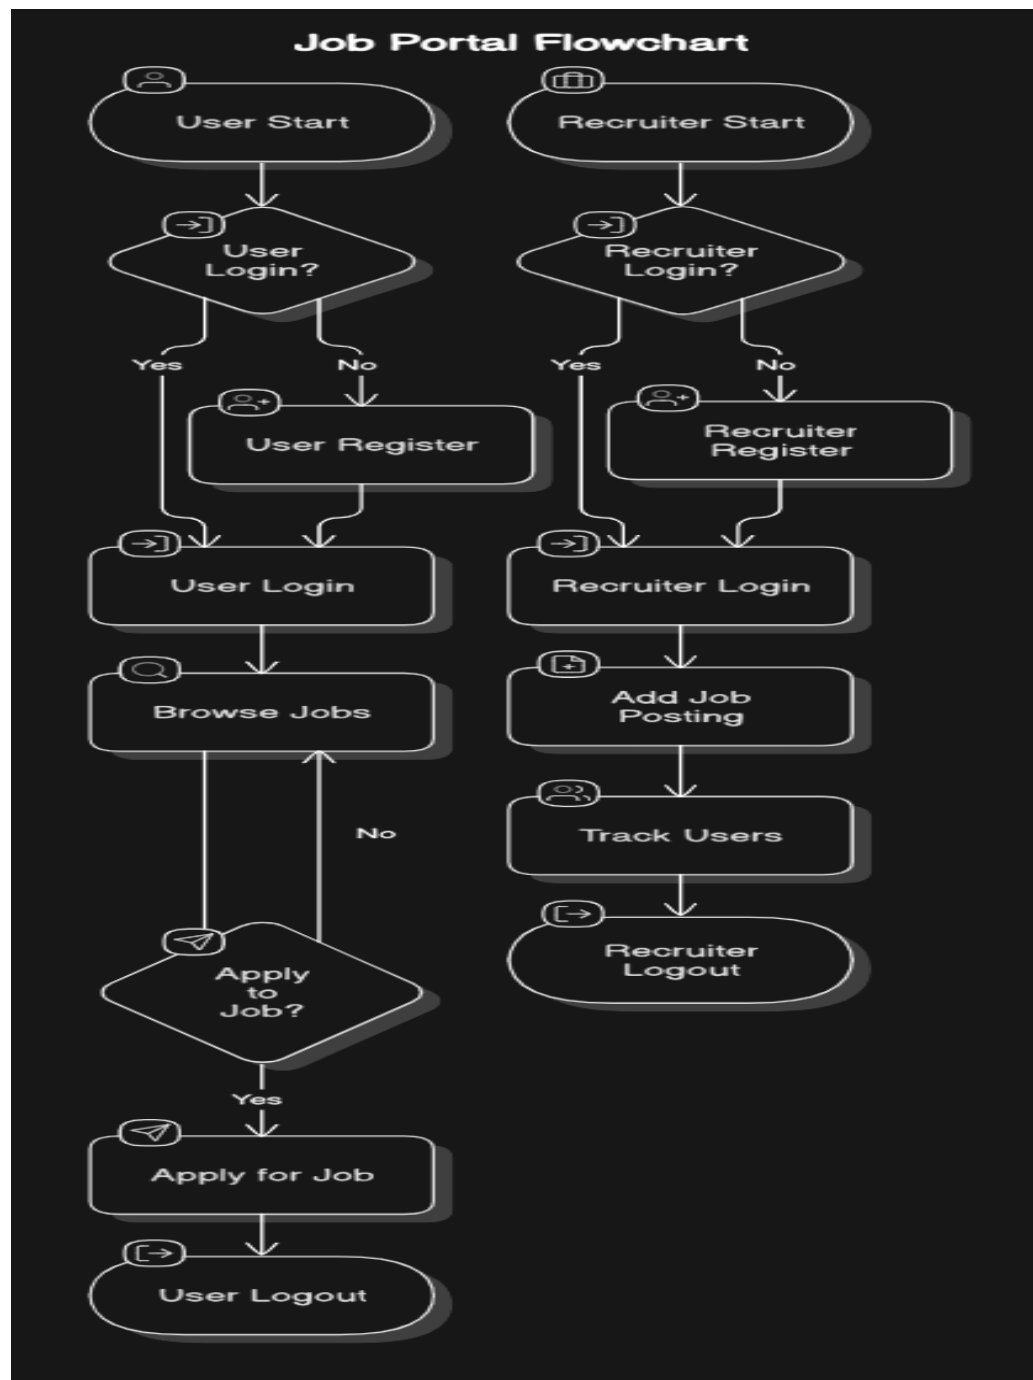 Job Portal Flowchart
User Start
Recruiter Start
User
Login?
Recruiter
Login?
Yes
No
Yes
No
User Register
Recruiter
Register
User Login
Recruiter Login
Browse Jobs
Add Job
Posting
No
Track Users
Apply
to
Job?
Recruiter
Logout
Yes
Apply for Job
User Logout